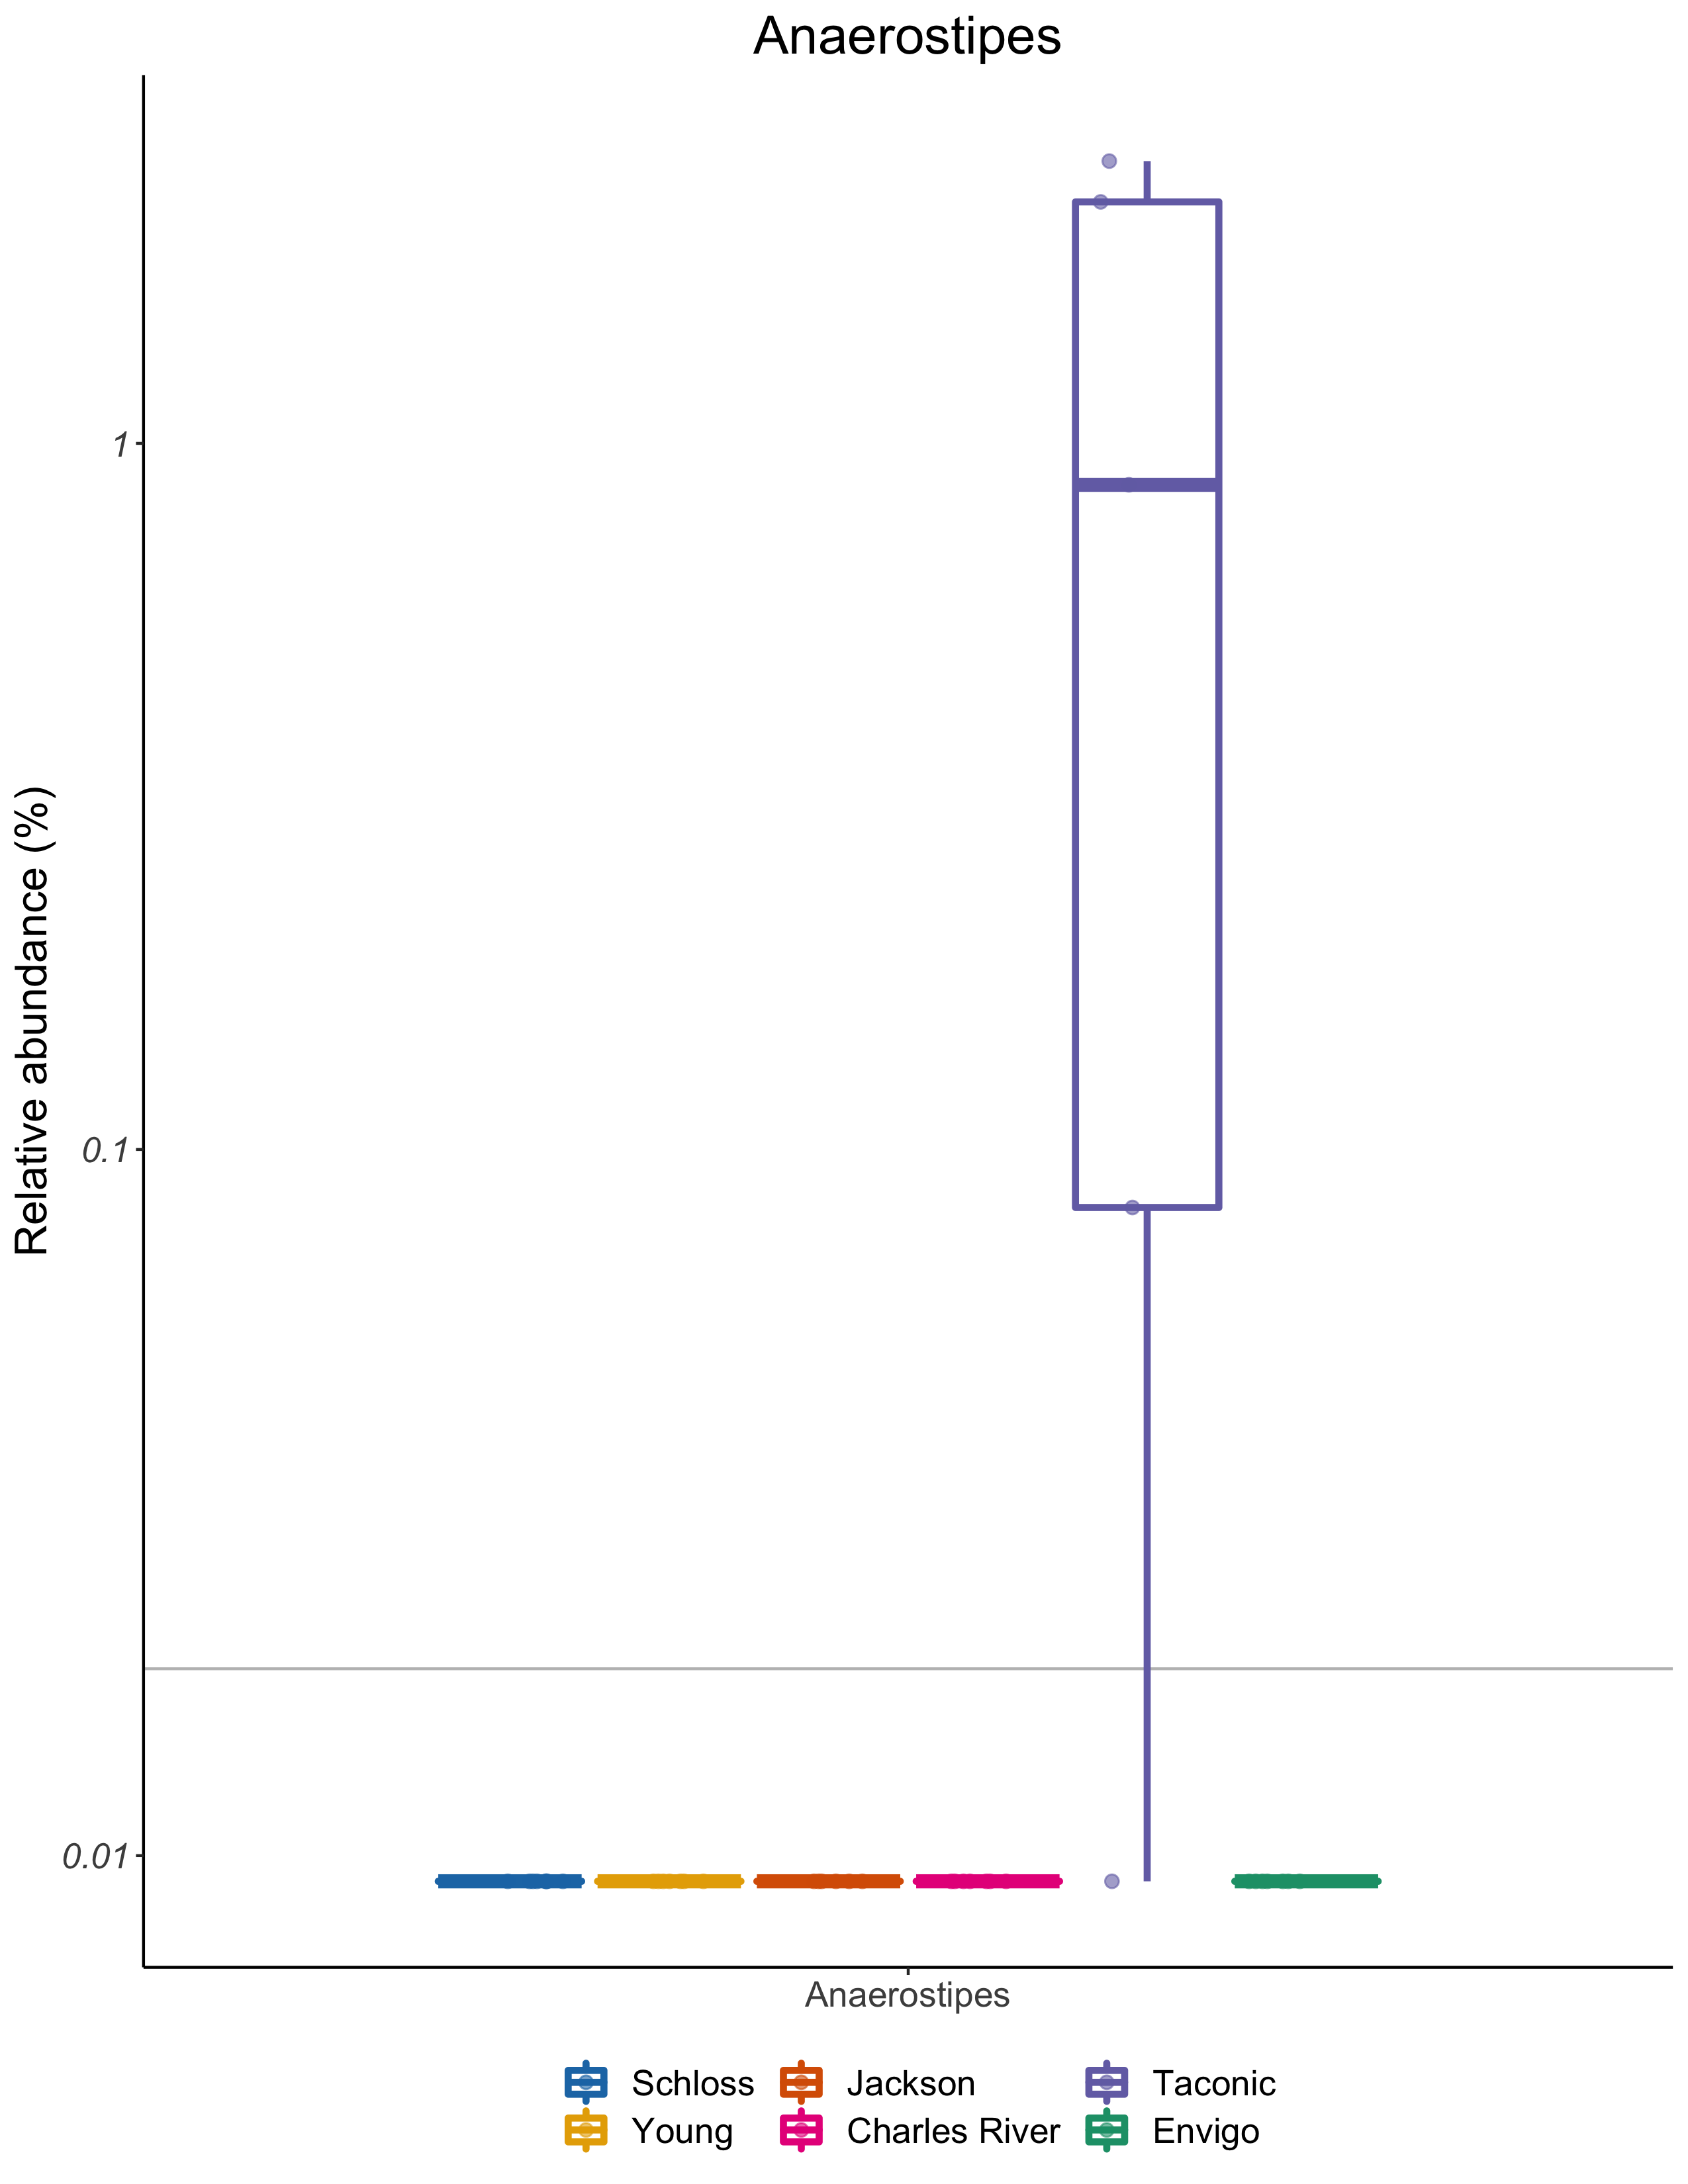 Anaerostipes
Relative abundance (%)
1
0.1
0.01
Anaerostipes
Schloss
Jackson
Taconic
Young
Charles River
Envigo